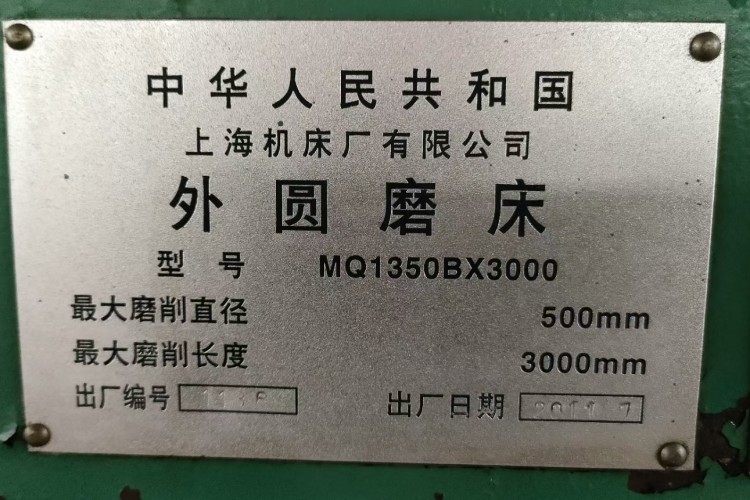 中华人民共和国
上海机床厂有限公司
外圆磨床
型号 MQ1350BX3000
最大磨削直径 500mm
最大磨削长度 3000mm
出厂编号
出厂日期 2011 7